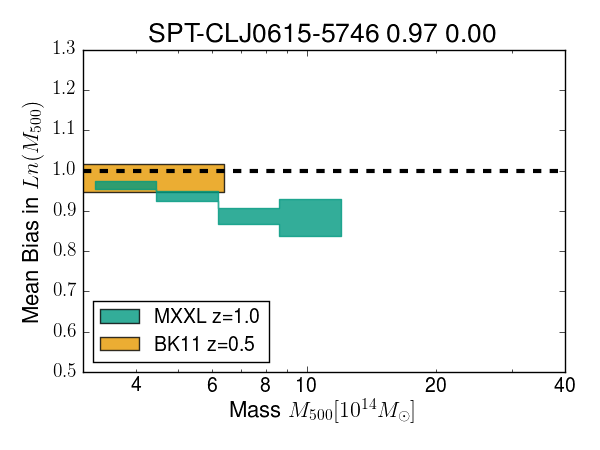 SPT-CLJ0615-5746 0.97 0.00
1.3
1.2
1.1
1.0
0.9
0.8
0.7
0.6
0.5
Mean Bias in Ln(M500)
MXXL z=1.0
BK11 z=0.5
4 6 8 10 20 40
Mass M500[10^14 M⊙]